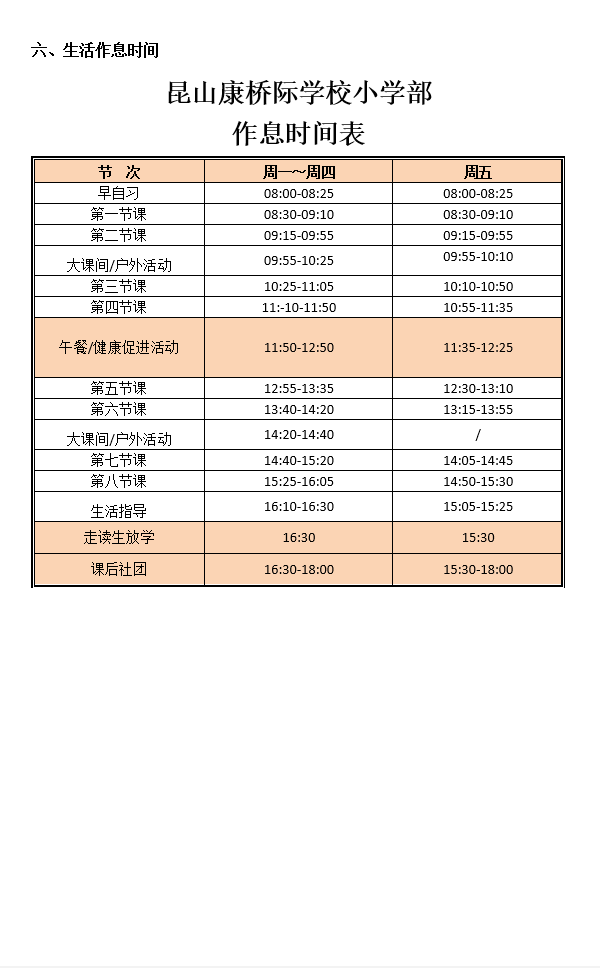 六、生活作息时间
昆山康桥际学校小学部
作息时间表
节 次 周一～周四 周五
早自习 08:00-08:25 08:00-08:25
第一节课 08:30-09:10 08:30-09:10
第二节课 09:15-09:55 09:15-09:55
大课间/户外活动 09:55-10:25 09:55-10:10
第三节课 10:25-11:05 10:10-10:50
第四节课 11:-10-11:50 10:55-11:35
午餐/健康促进活动 11:50-12:50 11:35-12:25
第五节课 12:55-13:35 12:30-13:10
第六节课 13:40-14:20 13:15-13:55
大课间/户外活动 14:20-14:40 /
第七节课 14:40-15:20 14:05-14:45
第八节课 15:25-16:05 14:50-15:30
生活指导 16:10-16:30 15:05-15:25
走读生放学 16:30 15:30
课后社团 16:30-18:00 15:30-18:00